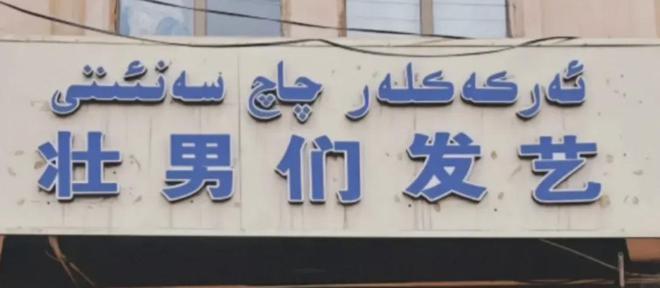 ئەركەكلەر چاچ سەنئىتى
壮男们发艺